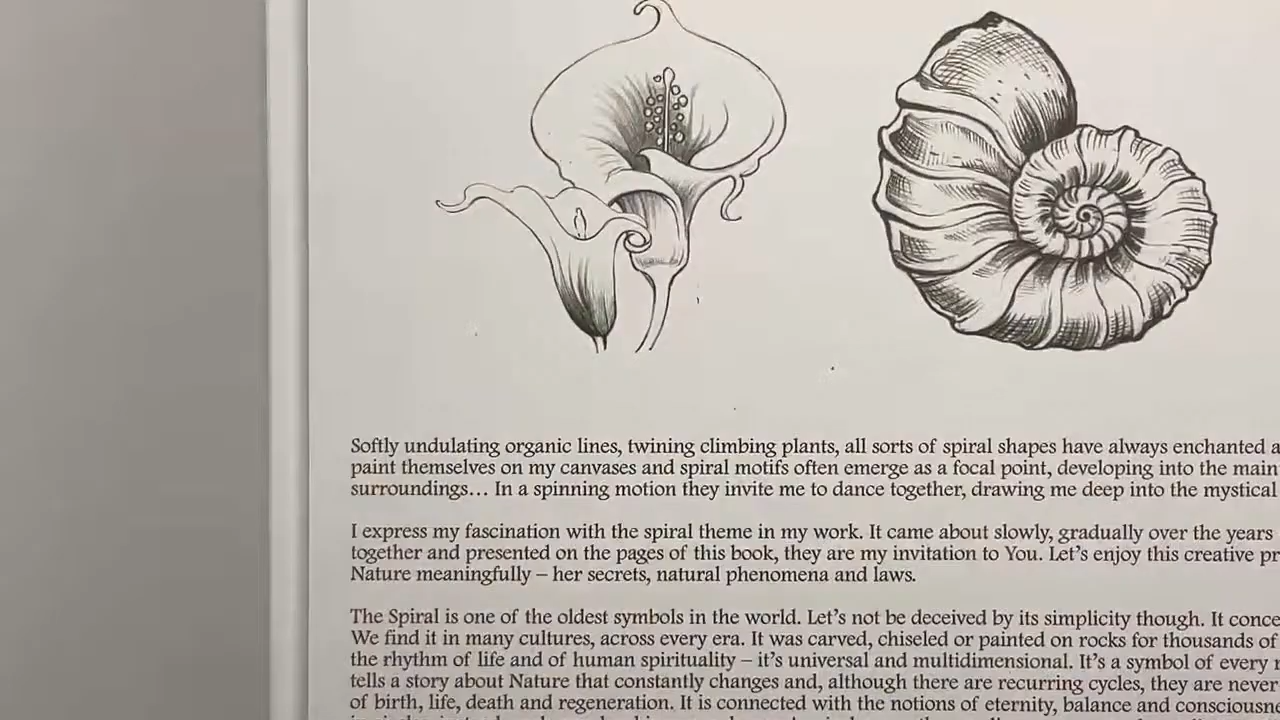 Softly undulating organic lines, twining climbing plants, all sorts of spiral shapes have always enchanted
paint themselves on my canvases and spiral motifs often emerge as a focal point, developing into the main
surroundings… In a spinning motion they invite me to dance together, drawing me deep into the mystical
I express my fascination with the spiral theme in my work. It came about slowly, gradually over the years
together and presented on the pages of this book, they are my invitation to You. Let’s enjoy this creative
Nature meaningfully – her secrets, natural phenomena and laws.
The Spiral is one of the oldest symbols in the world. Let’s not be deceived by its simplicity though. It
We find it in many cultures, across every era. It was carved, chiseled or painted on rocks for thousands of
the rhythm of life and of human spirituality – it’s universal and multidimensional. It’s a symbol of every
tells a story about Nature that constantly changes and, although there are recurring cycles, they are never
of birth, life, death and regeneration. It is connected with the notions of eternity, balance and